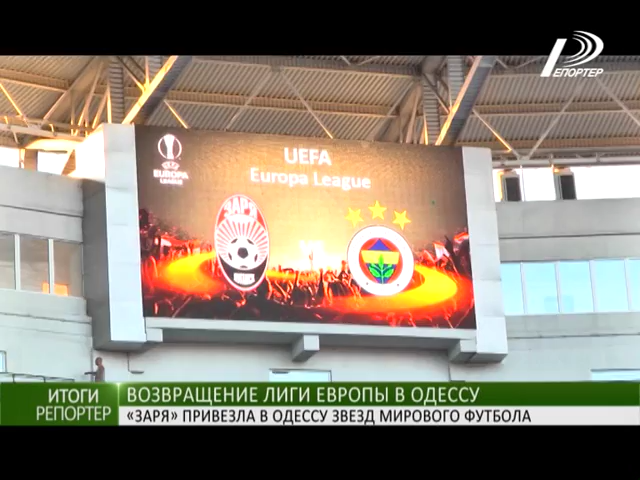 РЕПОРТЕР
UEFA
Europa League
EUROPA
LEAGUE
ЗАРЯ
ИТОГИ
РЕПОРТЕР
ВОЗВРАЩЕНИЕ ЛИГИ ЕВРОПЫ В ОДЕССУ
«ЗАРЯ» ПРИВЕЗЛА В ОДЕССУ ЗВЕЗД МИРОВОГО ФУТБОЛА